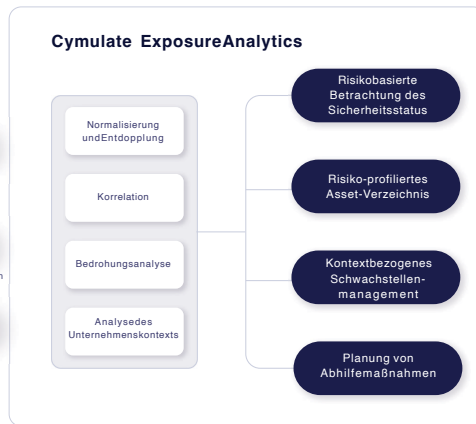 Cymulate ExposureAnalytics
Normalisierung
undEntdopplung
Korrelation
Bedrohungsanalyse
Analysedes
Unternehmenskontexts
Risikobasierte
Betrachtung des
Sicherheitsstatus
Risiko-profiliertes
Asset-Verzeichnis
Kontextbezogenes
Schwachstellen-
management
Planung von
Abhilfemaßnahmen